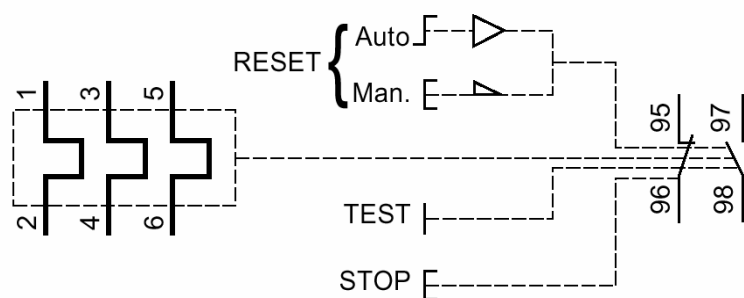 Auto
RESET {
Man.
1 3 5
95 97
2 4 6
96 98
TEST
STOP